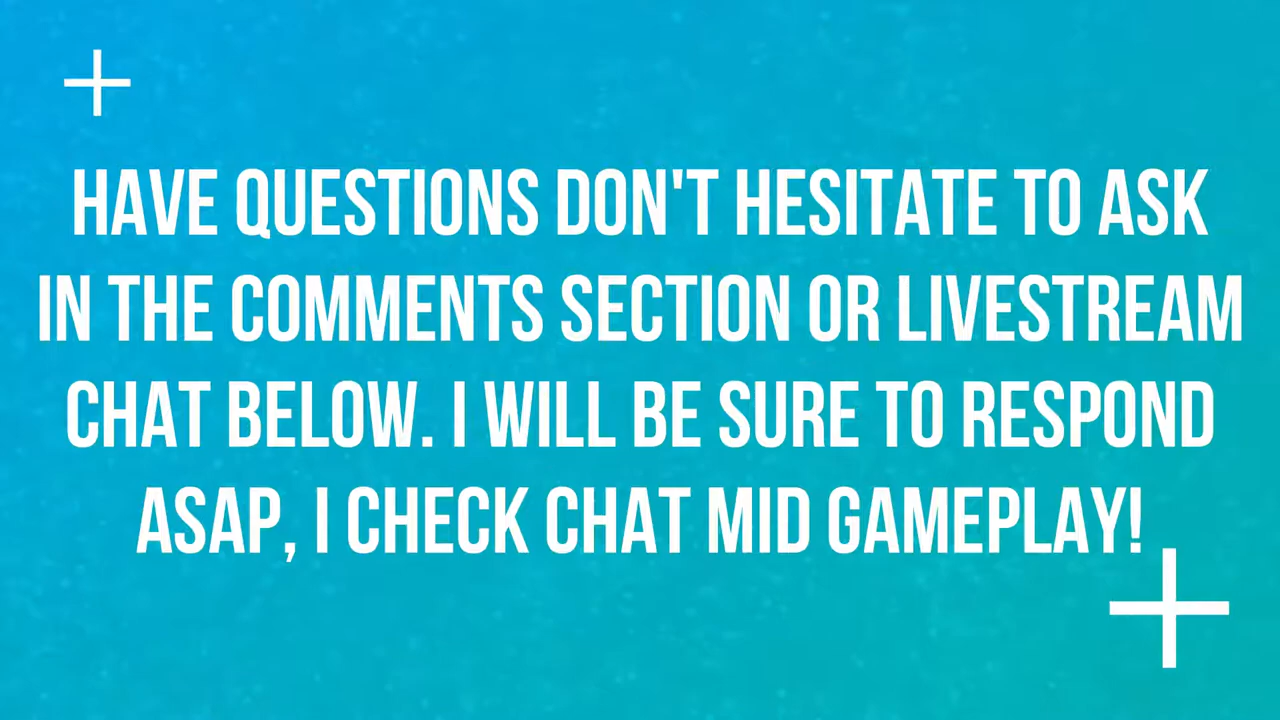 HAVE QUESTIONS DON'T HESITATE TO ASK
IN THE COMMENTS SECTION OR LIVESTREAM
CHAT BELOW. I WILL BE SURE TO RESPOND
ASAP, I CHECK CHAT MID GAMEPLAY!